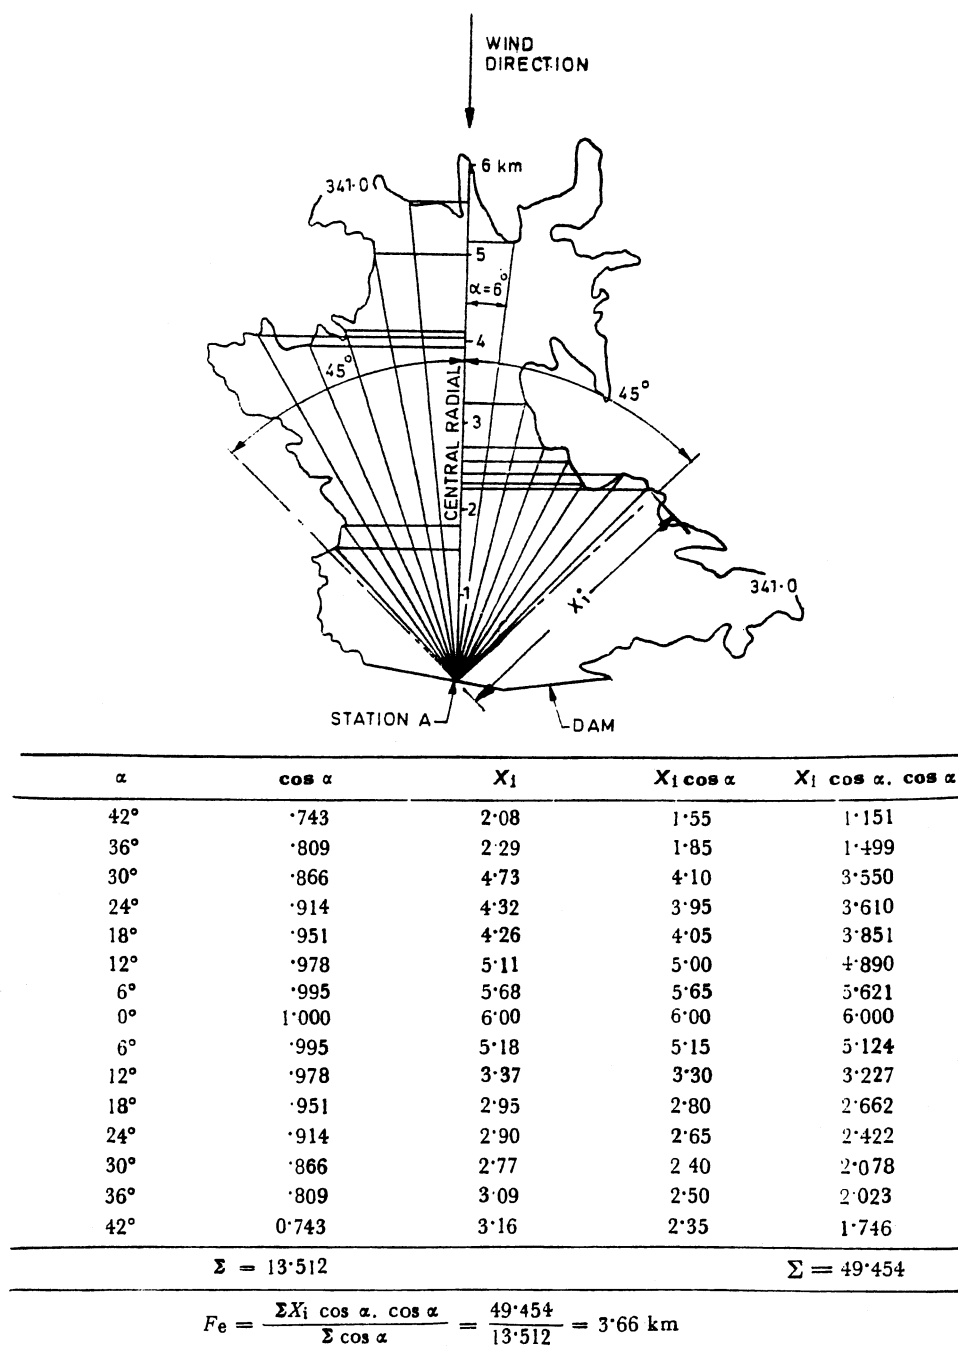 WIND
DIRECTION
6 km
341·0
5
α=6°
4
45°
45°
3
CENTRAL RADIAL
2
1
Xi
341·0
STATION A
DAM
α cos α Xi Xi cos α Xi cos α. cos α
42° ·743 2·08 1·55 1·151
36° ·809 2·29 1·85 1·499
30° ·866 4·73 4·10 3·550
24° ·914 4·32 3·95 3·610
18° ·951 4·26 4·05 3·851
12° ·978 5·11 5·00 4·890
6° ·995 5·68 5·65 5·621
0° 1·000 6·00 6·00 6·000
6° ·995 5·18 5·15 5·124
12° ·978 3·37 3·30 3·227
18° ·951 2·95 2·80 2·662
24° ·914 2·90 2·65 2·422
30° ·866 2·77 2 40 2·078
36° ·809 3·09 2·50 2·023
42° 0·743 3·16 2·35 1·746
Σ = 13·512 Σ = 49·454
Fe = ΣXi cos α. cos α / Σ cos α = 49·454 / 13·512 = 3·66 km